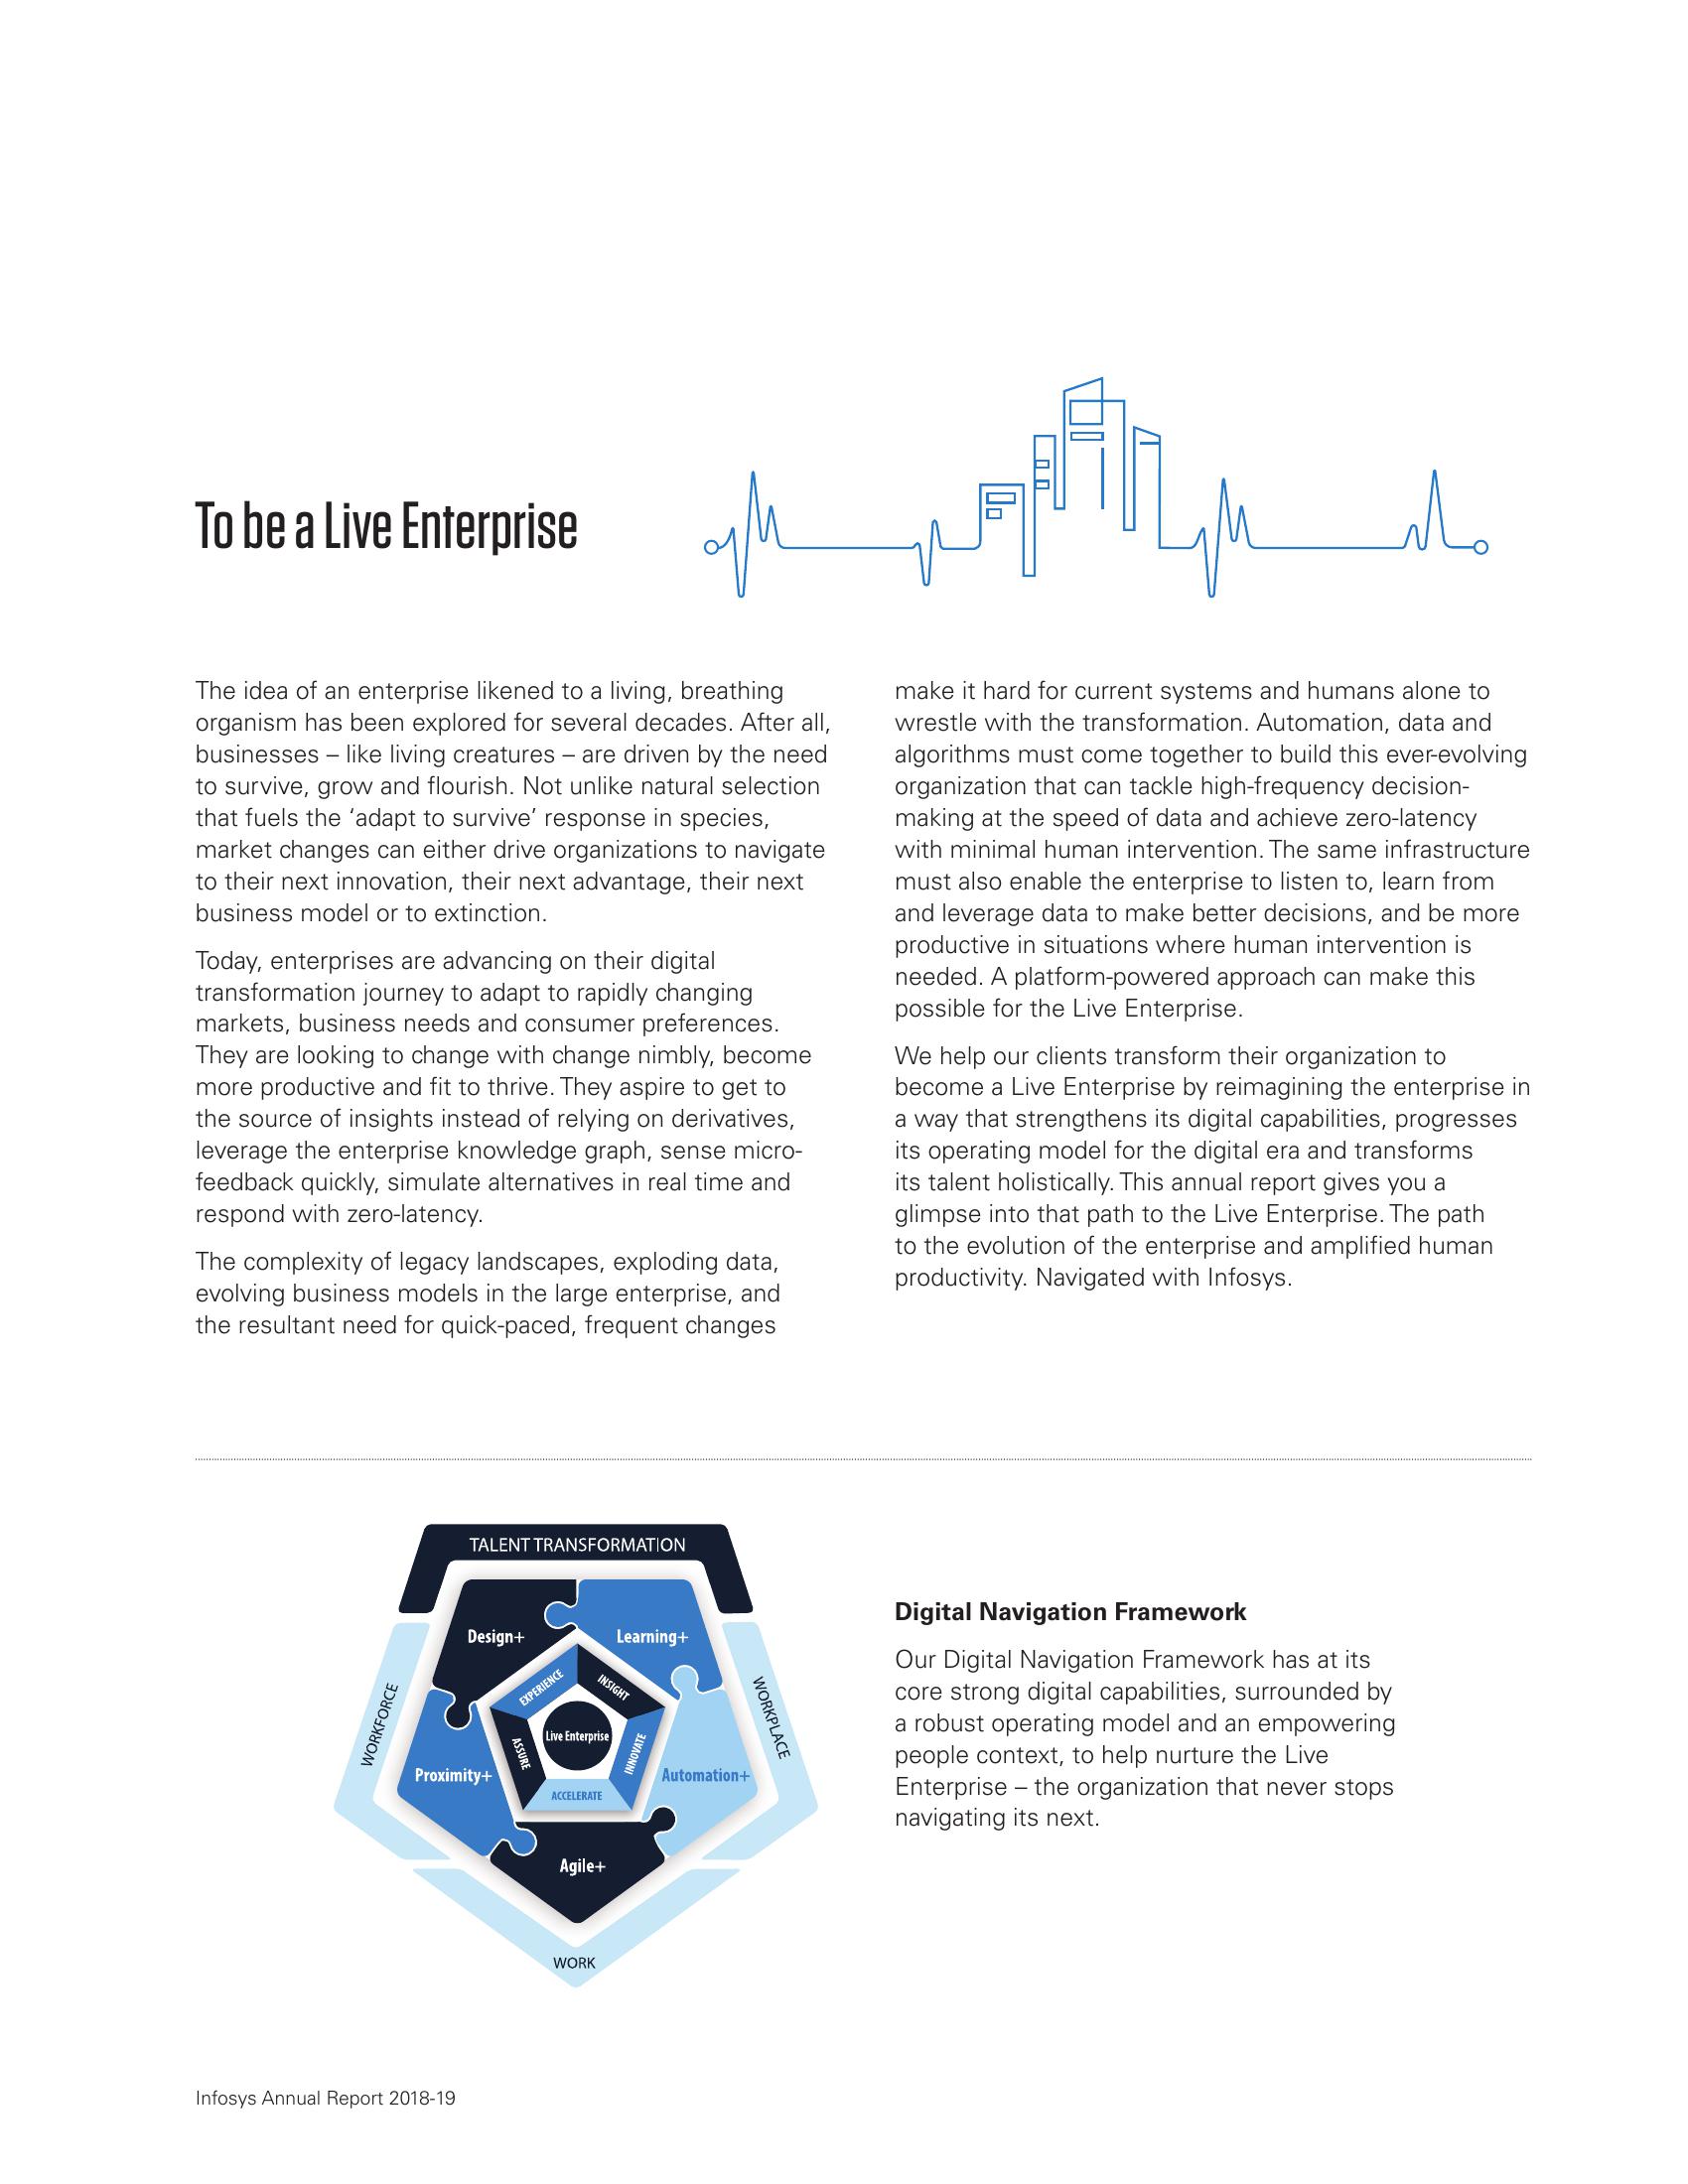 To be a Live Enterprise
The idea of an enterprise likened to a living, breathing
organism has been explored for several decades. After all,
businesses – like living creatures – are driven by the need
to survive, grow and flourish. Not unlike natural selection
that fuels the ‘adapt to survive’ response in species,
market changes can either drive organizations to navigate
to their next innovation, their next advantage, their next
business model or to extinction.
Today, enterprises are advancing on their digital
transformation journey to adapt to rapidly changing
markets, business needs and consumer preferences.
They are looking to change with change nimbly, become
more productive and fit to thrive. They aspire to get to
the source of insights instead of relying on derivatives,
leverage the enterprise knowledge graph, sense micro-
feedback quickly, simulate alternatives in real time and
respond with zero-latency.
The complexity of legacy landscapes, exploding data,
evolving business models in the large enterprise, and
the resultant need for quick-paced, frequent changes
make it hard for current systems and humans alone to
wrestle with the transformation. Automation, data and
algorithms must come together to build this ever-evolving
organization that can tackle high-frequency decision-
making at the speed of data and achieve zero-latency
with minimal human intervention. The same infrastructure
must also enable the enterprise to listen to, learn from
and leverage data to make better decisions, and be more
productive in situations where human intervention is
needed. A platform-powered approach can make this
possible for the Live Enterprise.
We help our clients transform their organization to
become a Live Enterprise by reimagining the enterprise in
a way that strengthens its digital capabilities, progresses
its operating model for the digital era and transforms
its talent holistically. This annual report gives you a
glimpse into that path to the Live Enterprise. The path
to the evolution of the enterprise and amplified human
productivity. Navigated with Infosys.
TALENT TRANSFORMATION
Design+
Learning+
EXPERIENCE
INSIGHT
WORKFORCE
WORKPLACE
Live Enterprise
ASSURE
INNOVATE
Proximity+
Automation+
ACCELERATE
Agile+
WORK
Digital Navigation Framework
Our Digital Navigation Framework has at its
core strong digital capabilities, surrounded by
a robust operating model and an empowering
people context, to help nurture the Live
Enterprise – the organization that never stops
navigating its next.
Infosys Annual Report 2018-19